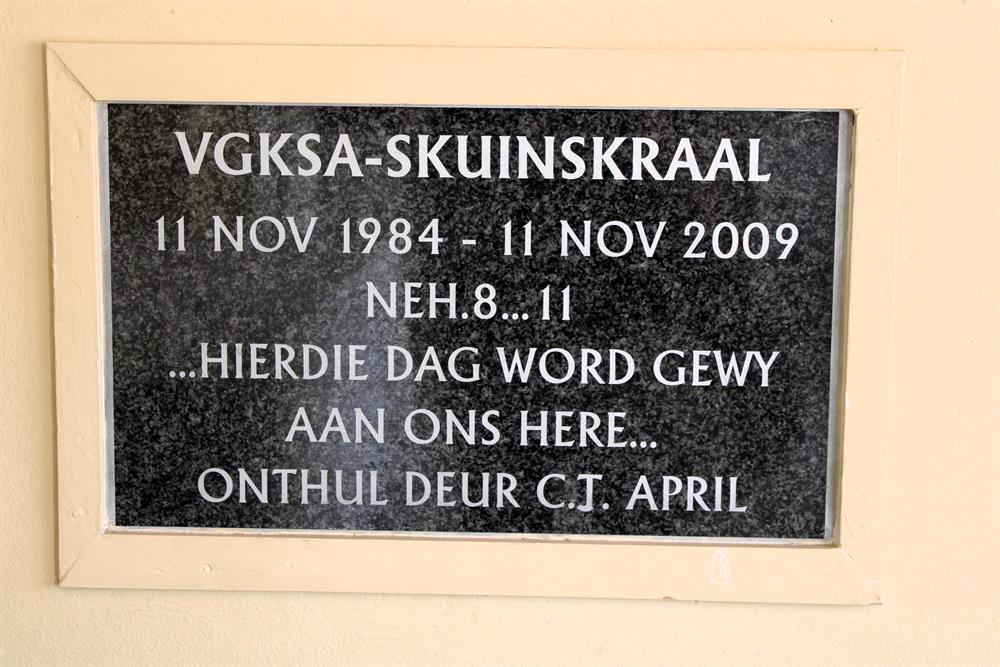 VGKSA-SKUINSKRAAL
11 NOV 1984 - 11 NOV 2009
NEH.8...11
...HIERDIE DAG WORD GEWY
AAN ONS HERE...
ONTHUL DEUR C.J. APRIL